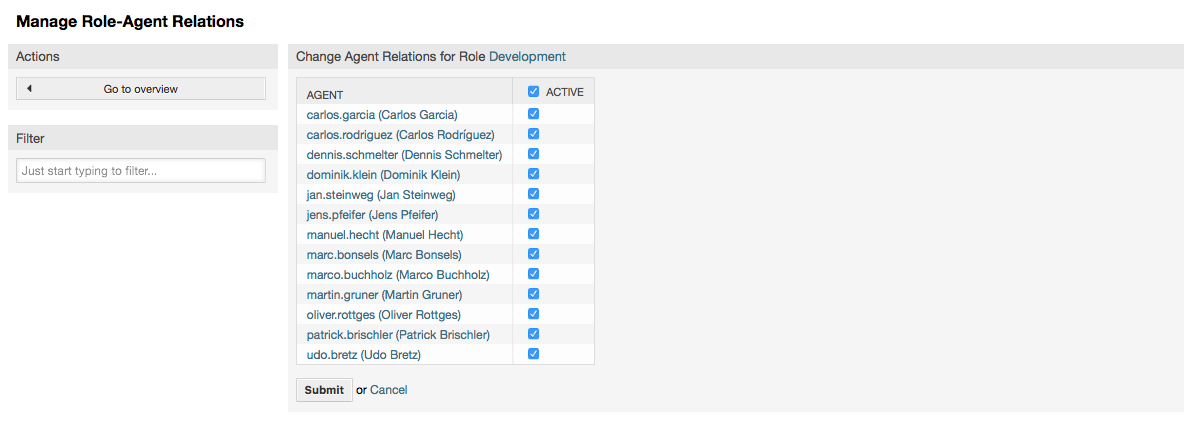 Manage Role-Agent Relations
Actions
Go to overview
Filter
Just start typing to filter...
Change Agent Relations for Role Development
AGENT ACTIVE
carlos.garcia (Carlos Garcia)
carlos.rodriguez (Carlos Rodríguez)
dennis.schmelter (Dennis Schmelter)
dominik.klein (Dominik Klein)
jan.steinweg (Jan Steinweg)
jens.pfeifer (Jens Pfeifer)
manuel.hecht (Manuel Hecht)
marc.bonsels (Marc Bonsels)
marco.buchholz (Marco Buchholz)
martin.gruner (Martin Gruner)
oliver.rottges (Oliver Rottges)
patrick.brischler (Patrick Brischler)
udo.bretz (Udo Bretz)
Submit or Cancel